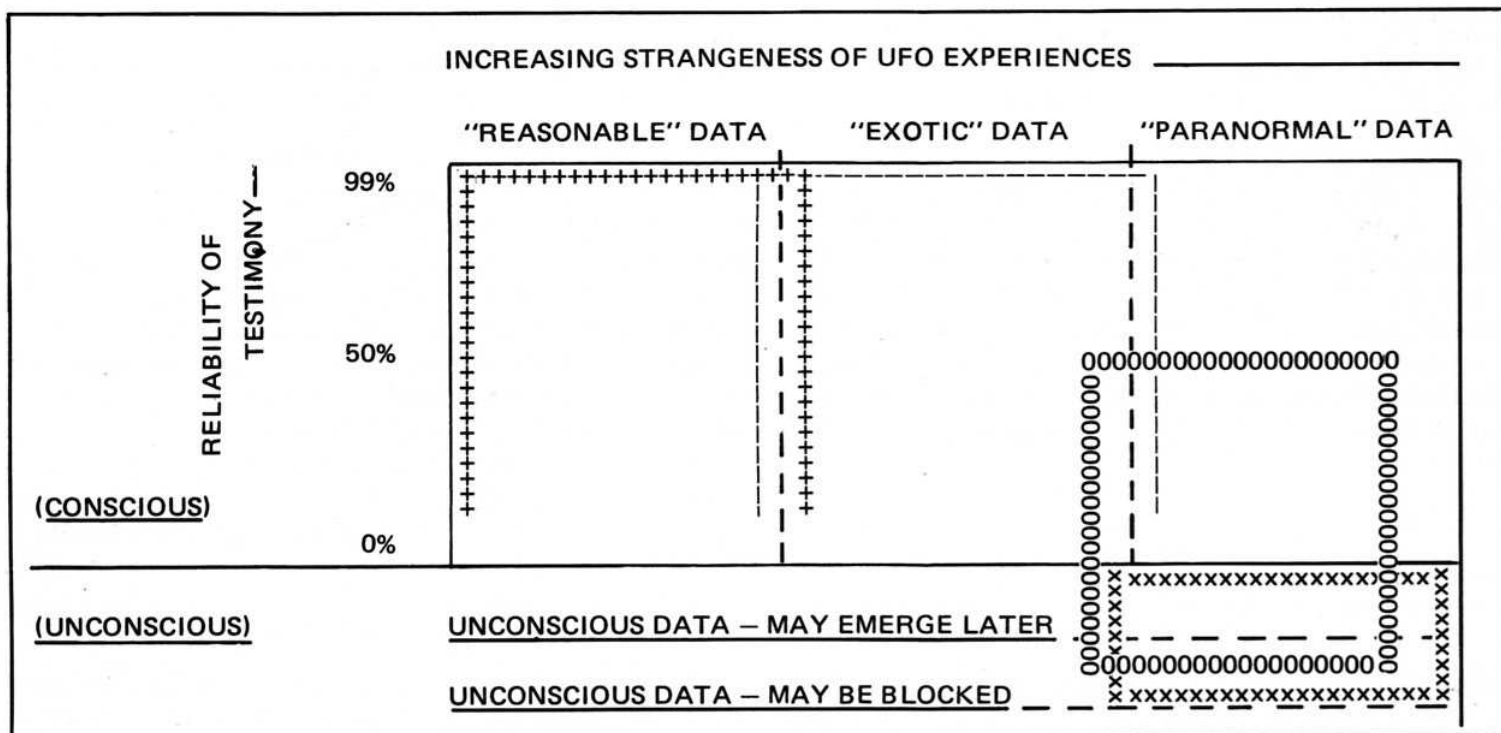 INCREASING STRANGENESS OF UFO EXPERIENCES
"REASONABLE" DATA "EXOTIC" DATA "PARANORMAL" DATA
RELIABILITY OF
TESTIMONY
99%
50%
0%
(CONSCIOUS)
(UNCONSCIOUS)
UNCONSCIOUS DATA – MAY EMERGE LATER
UNCONSCIOUS DATA – MAY BE BLOCKED